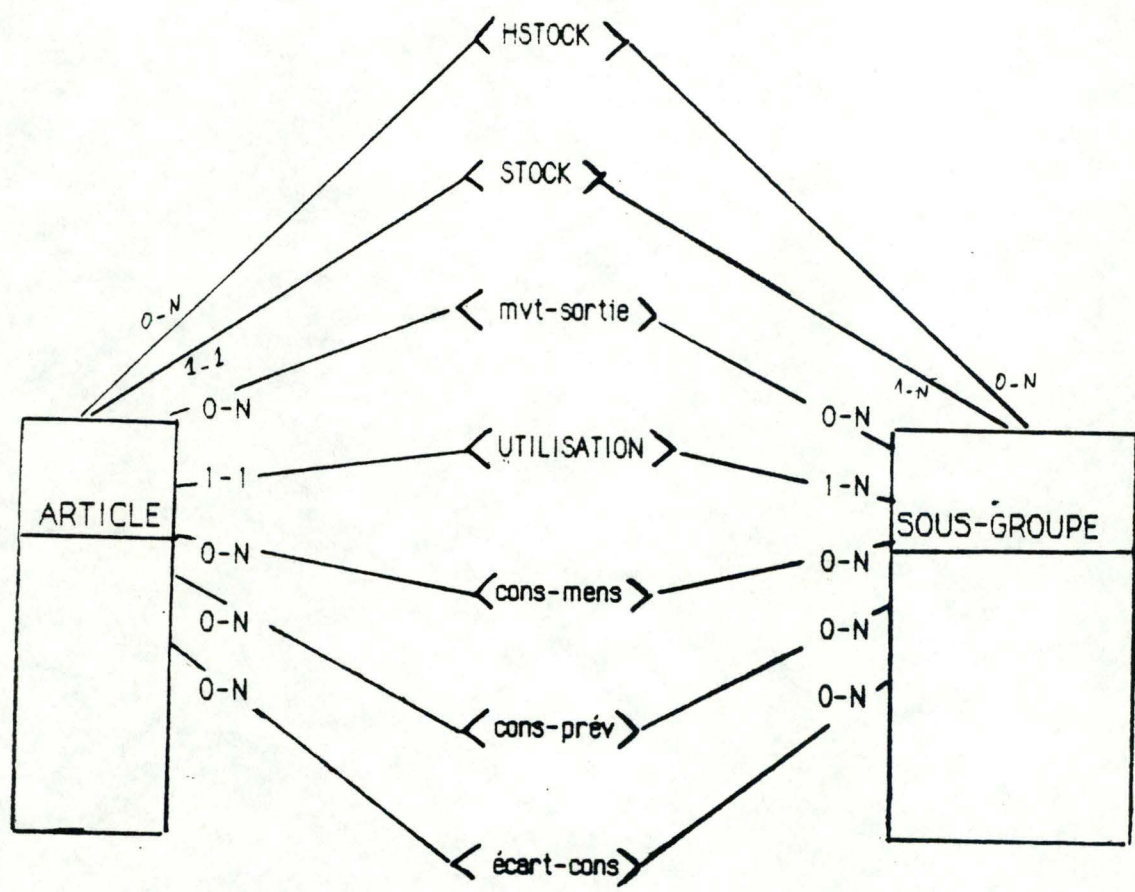 HSTOCK
STOCK
0-N
mvt-sortie
1-1
1-N
0-N
0-N
0-N
UTILISATION
1-1
1-N
ARTICLE
SOUS-GROUPE
0-N
0-N
cons-mens
0-N
0-N
0-N
0-N
cons-prév
écart-cons